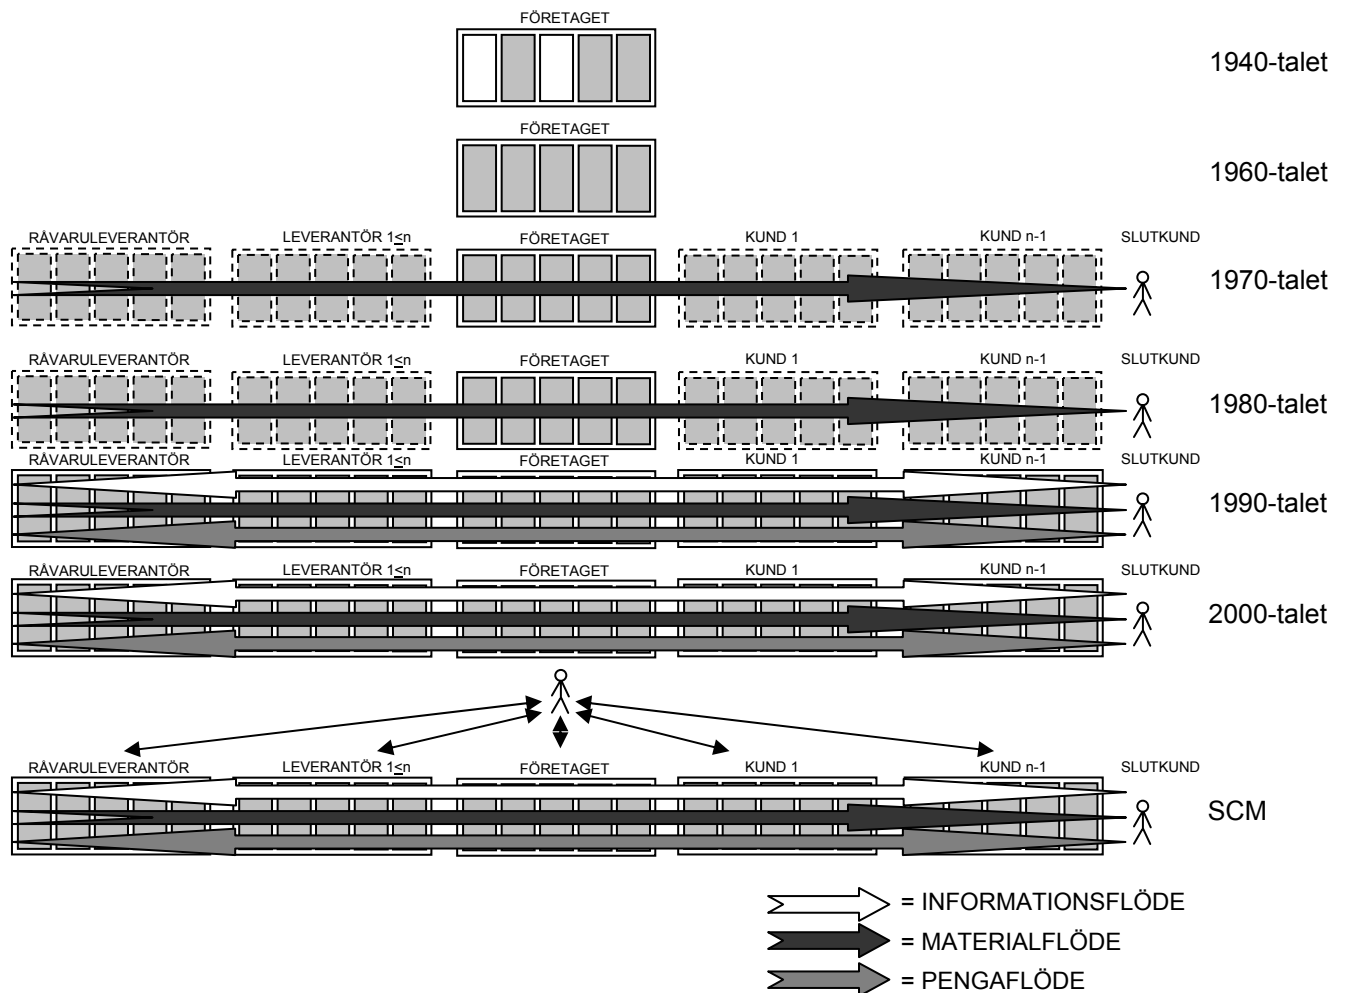 FÖRETAGET
1940-talet
FÖRETAGET
1960-talet
RÅVARULEVERANTÖR LEVERANTÖR 1≤n FÖRETAGET KUND 1 KUND n-1 SLUTKUND
1970-talet
RÅVARULEVERANTÖR LEVERANTÖR 1≤n FÖRETAGET KUND 1 KUND n-1 SLUTKUND
1980-talet
RÅVARULEVERANTÖR LEVERANTÖR 1≤n FÖRETAGET KUND 1 KUND n-1 SLUTKUND
1990-talet
RÅVARULEVERANTÖR LEVERANTÖR 1≤n FÖRETAGET KUND 1 KUND n-1 SLUTKUND
2000-talet
RÅVARULEVERANTÖR LEVERANTÖR 1≤n FÖRETAGET KUND 1 KUND n-1 SLUTKUND
SCM
= INFORMATIONSFLÖDE
= MATERIALFLÖDE
= PENGAFLÖDE